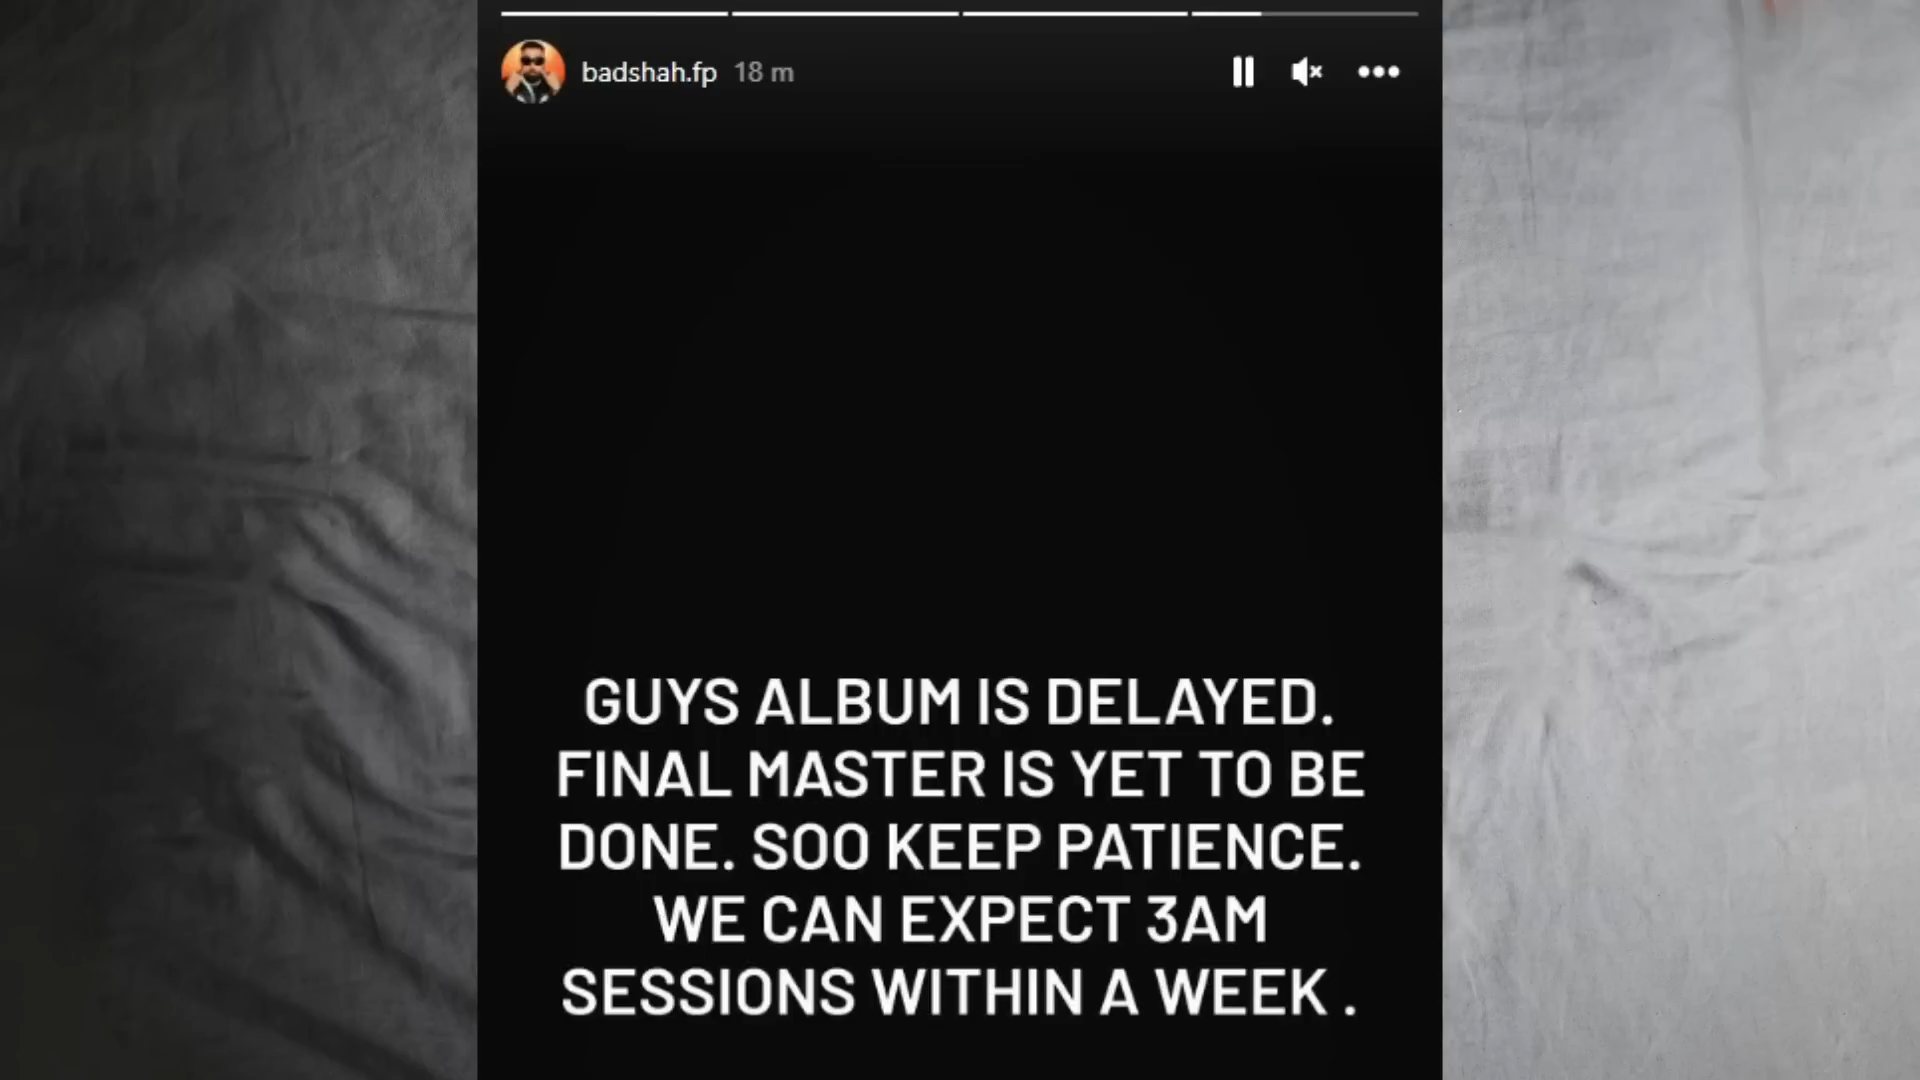 badshah.fp 18 m
GUYS ALBUM IS DELAYED.
FINAL MASTER IS YET TO BE
DONE. SOO KEEP PATIENCE.
WE CAN EXPECT 3AM
SESSIONS WITHIN A WEEK .